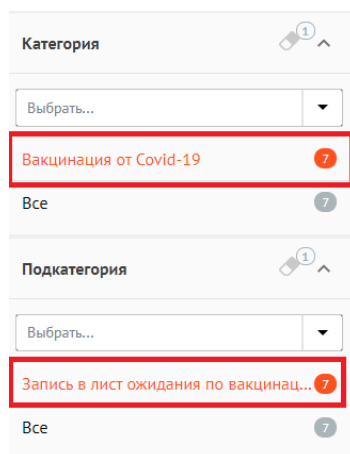 Категория 1
Выбрать...
Вакцинация от Covid-19 7
Все 7
Подкатегория 1
Выбрать...
Запись в лист ожидания по вакцинац... 7
Все 7